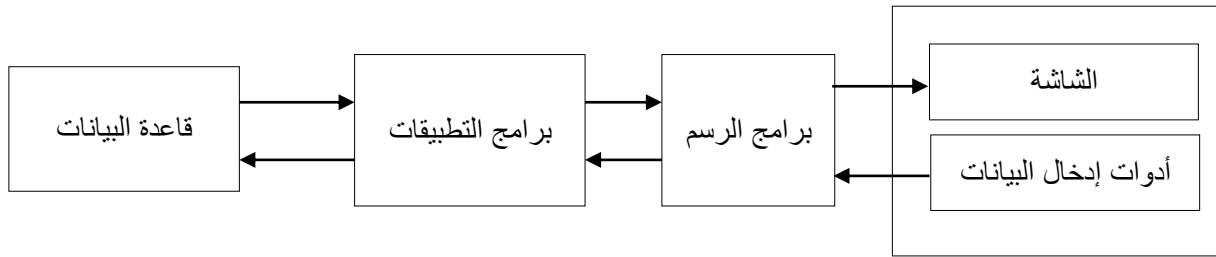 الشاشة
أدوات إدخال البيانات
برامج الرسم
برامج التطبيقات
قاعدة البيانات